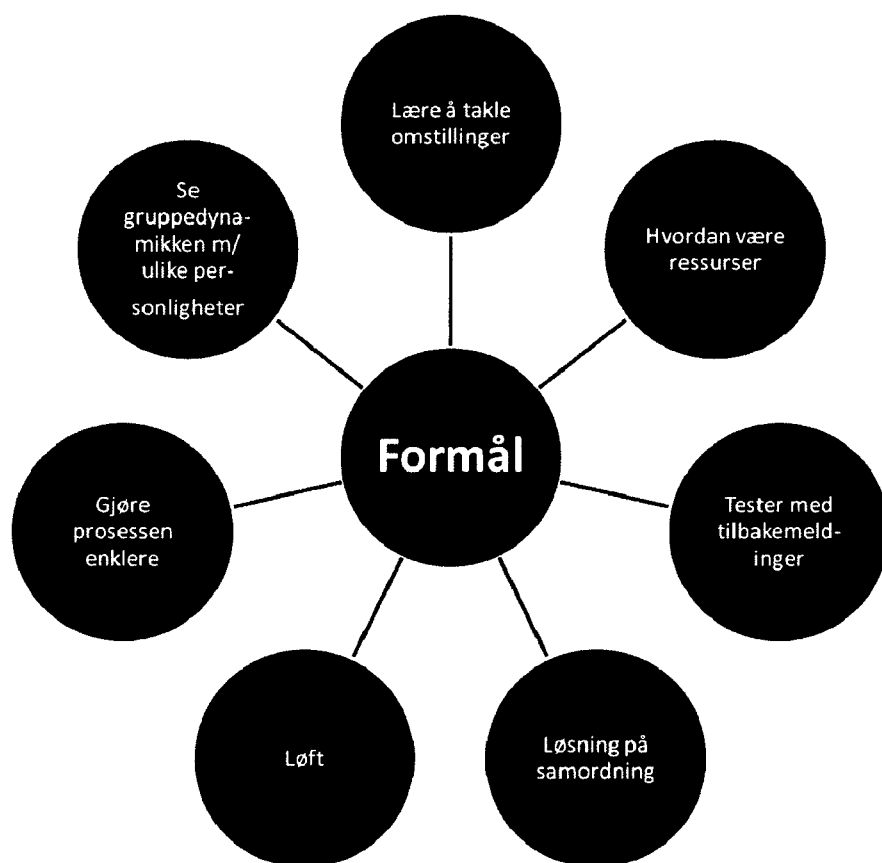 Lære å takle
omstillinger
Hvordan være
ressurser
Tester med
tilbakemeld-
inger
Løsning på
samordning
Løft
Gjøre
prosessen
enklere
Se
gruppedyna-
mikken m/
ulike per-
sonligheter
Formål